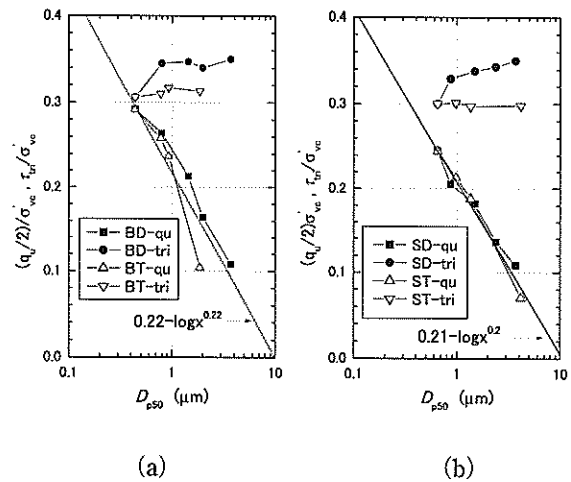 (q_u/2)/σ'_vc , τ_tri/σ'_vc
0.4
0.3
0.2
0.1
0.0
BD-qu
BD-tri
BT-qu
BT-tri
0.22-logx^0.22
0.1
1
10
D_p50 (μm)
(a)
(q_u/2)σ'_vc , τ_tri/σ'_vc
0.4
0.3
0.2
0.1
0.0
SD-qu
SD-tri
ST-qu
ST-tri
0.21-logx^0.2
0.1
1
10
D_p50 (μm)
(b)